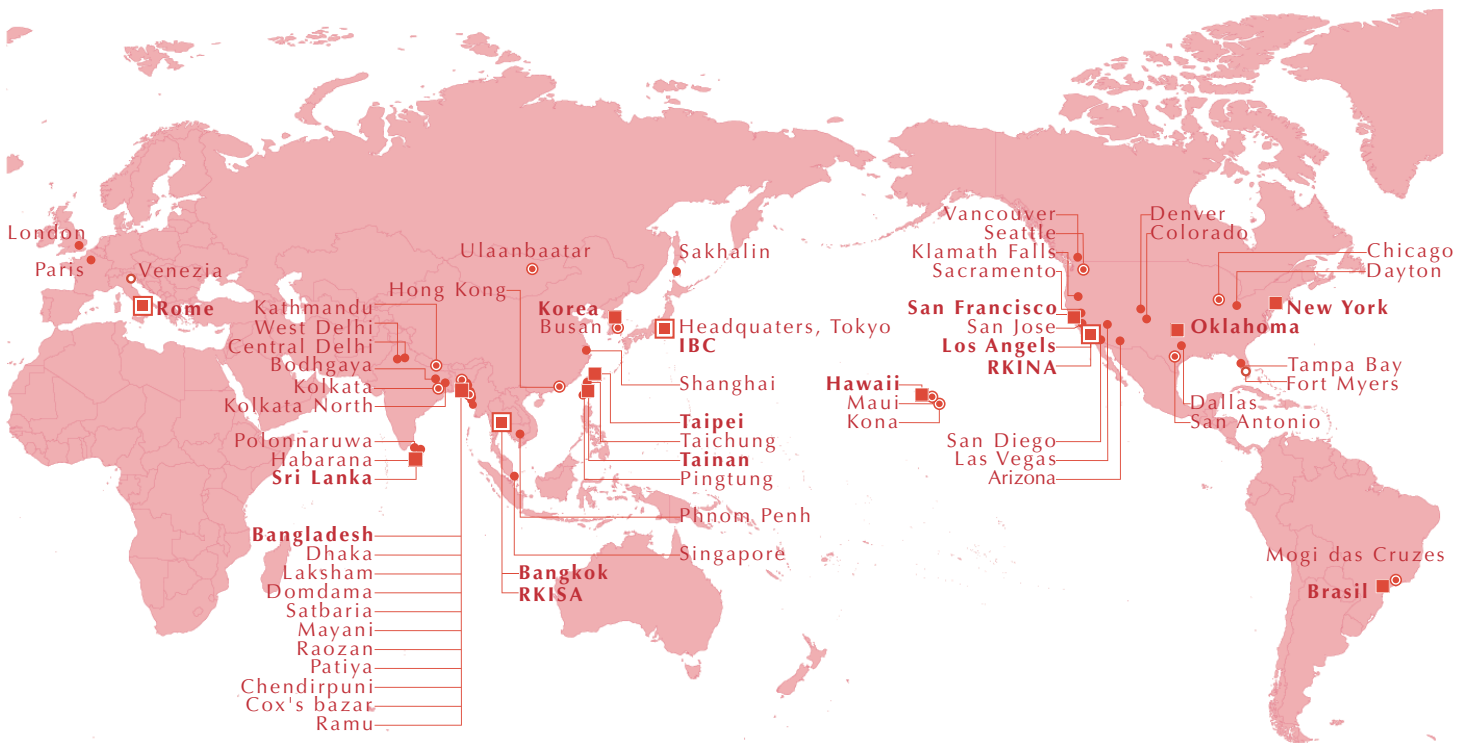 London
Paris
Venezia
Rome
Ulaanbaatar
Hong Kong
Kathmandu
West Delhi
Central Delhi
Bodhgaya
Kolkata
Kolkata North
Polonnaruwa
Habarana
Sri Lanka
Bangladesh
Dhaka
Laksham
Domdama
Satbaria
Mayani
Raozan
Patiya
Chendirpuni
Cox's bazar
Ramu
Korea
Busan
Sakhalin
Headquaters, Tokyo
IBC
Shanghai
Taipei
Taichung
Tainan
Pingtung
Phnom Penh
Singapore
Bangkok
RKISA
Vancouver
Seattle
Klamath Falls
Sacramento
San Francisco
San Jose
Los Angels
RKINA
Hawaii
Maui
Kona
San Diego
Las Vegas
Arizona
Denver
Colorado
Chicago
Dayton
New York
Oklahoma
Tampa Bay
Fort Myers
Dallas
San Antonio
Mogi das Cruzes
Brasil